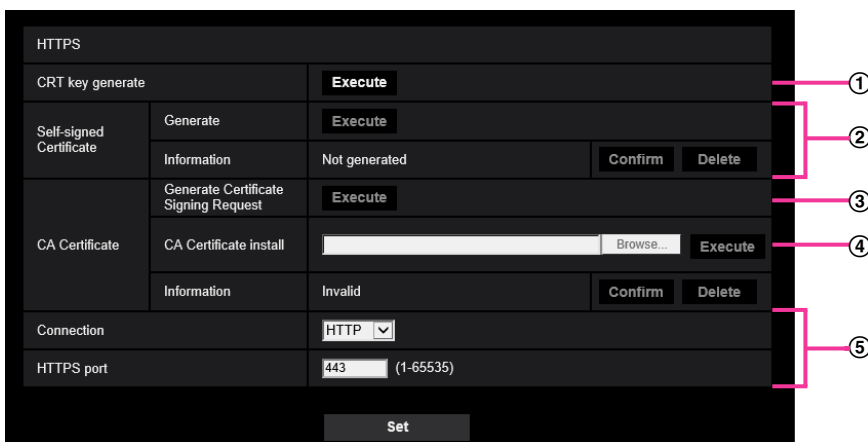 HTTPS
CRT key generate Execute ①
Self-signed Certificate Generate Execute ②
Information Not generated Confirm Delete
CA Certificate Generate Certificate Signing Request Execute ③
CA Certificate install Browse... Execute ④
Information Invalid Confirm Delete
Connection HTTP ⑤
HTTPS port 443 (1-65535)
Set